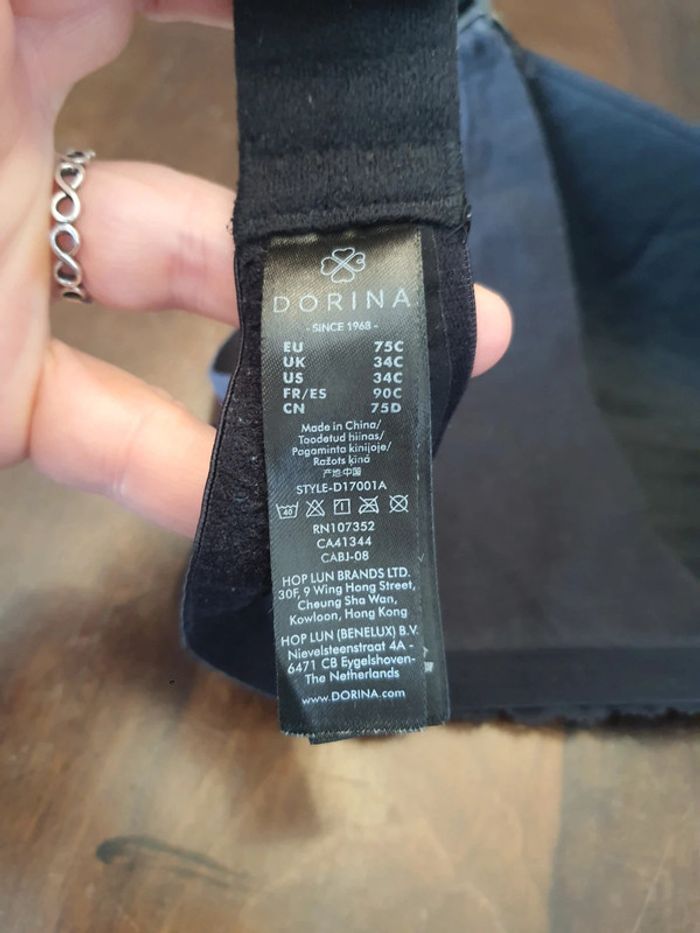 DORINA
- SINCE 1968 -
EU 75C
UK 34C
US 34C
FR/ES 90C
CN 75D
Made in China/
Toodetud hiinas/
Pagaminta kinijoje/
Ražots ķīnā
产地:中国
STYLE-D17001A
40
RN107352
CA41344
CABJ-08
HOP LUN BRANDS LTD.
30F, 9 Wing Hong Street,
Cheung Sha Wan,
Kowloon, Hong Kong
HOP LUN (BENELUX) B.V.
Nievelsteenstraat 4A -
6471 CB Eygelshoven-
The Netherlands
www.DORINA.com